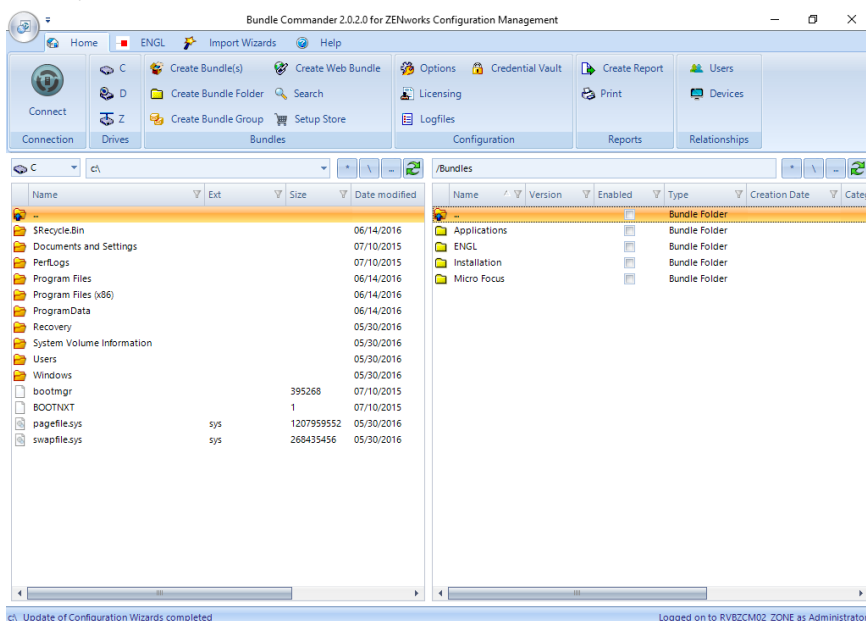 Bundle Commander 2.0.2.0 for ZENworks Configuration Management
Home ENGL Import Wizards Help
C Create Bundle(s) Create Web Bundle Options Credential Vault Create Report Users
Connect D Create Bundle Folder Search Licensing Print Devices
Z Create Bundle Group Setup Store Logfiles
Connection Drives Bundles Configuration Reports Relationships
C c:\ * \ .. /Bundles * \ ..
Name Ext Size Date modified Name Version Enabled Type Creation Date Cate
.. .. Bundle Folder
$Recycle.Bin 06/14/2016 Applications Bundle Folder
Documents and Settings 07/10/2015 ENGL Bundle Folder
PerfLogs 07/10/2015 Installation Bundle Folder
Program Files 06/14/2016 Micro Focus Bundle Folder
Program Files (x86) 06/14/2016
ProgramData 06/14/2016
Recovery 05/30/2016
System Volume Information 05/30/2016
Users 05/30/2016
Windows 05/30/2016
bootmgr 395268 07/10/2015
BOOTNXT 1 07/10/2015
pagefile.sys sys 1207959552 05/30/2016
swapfile.sys sys 268435456 05/30/2016
c:\ Update of Configuration Wizards completed Logged on to RVBZCM02_ZONE as Administrator